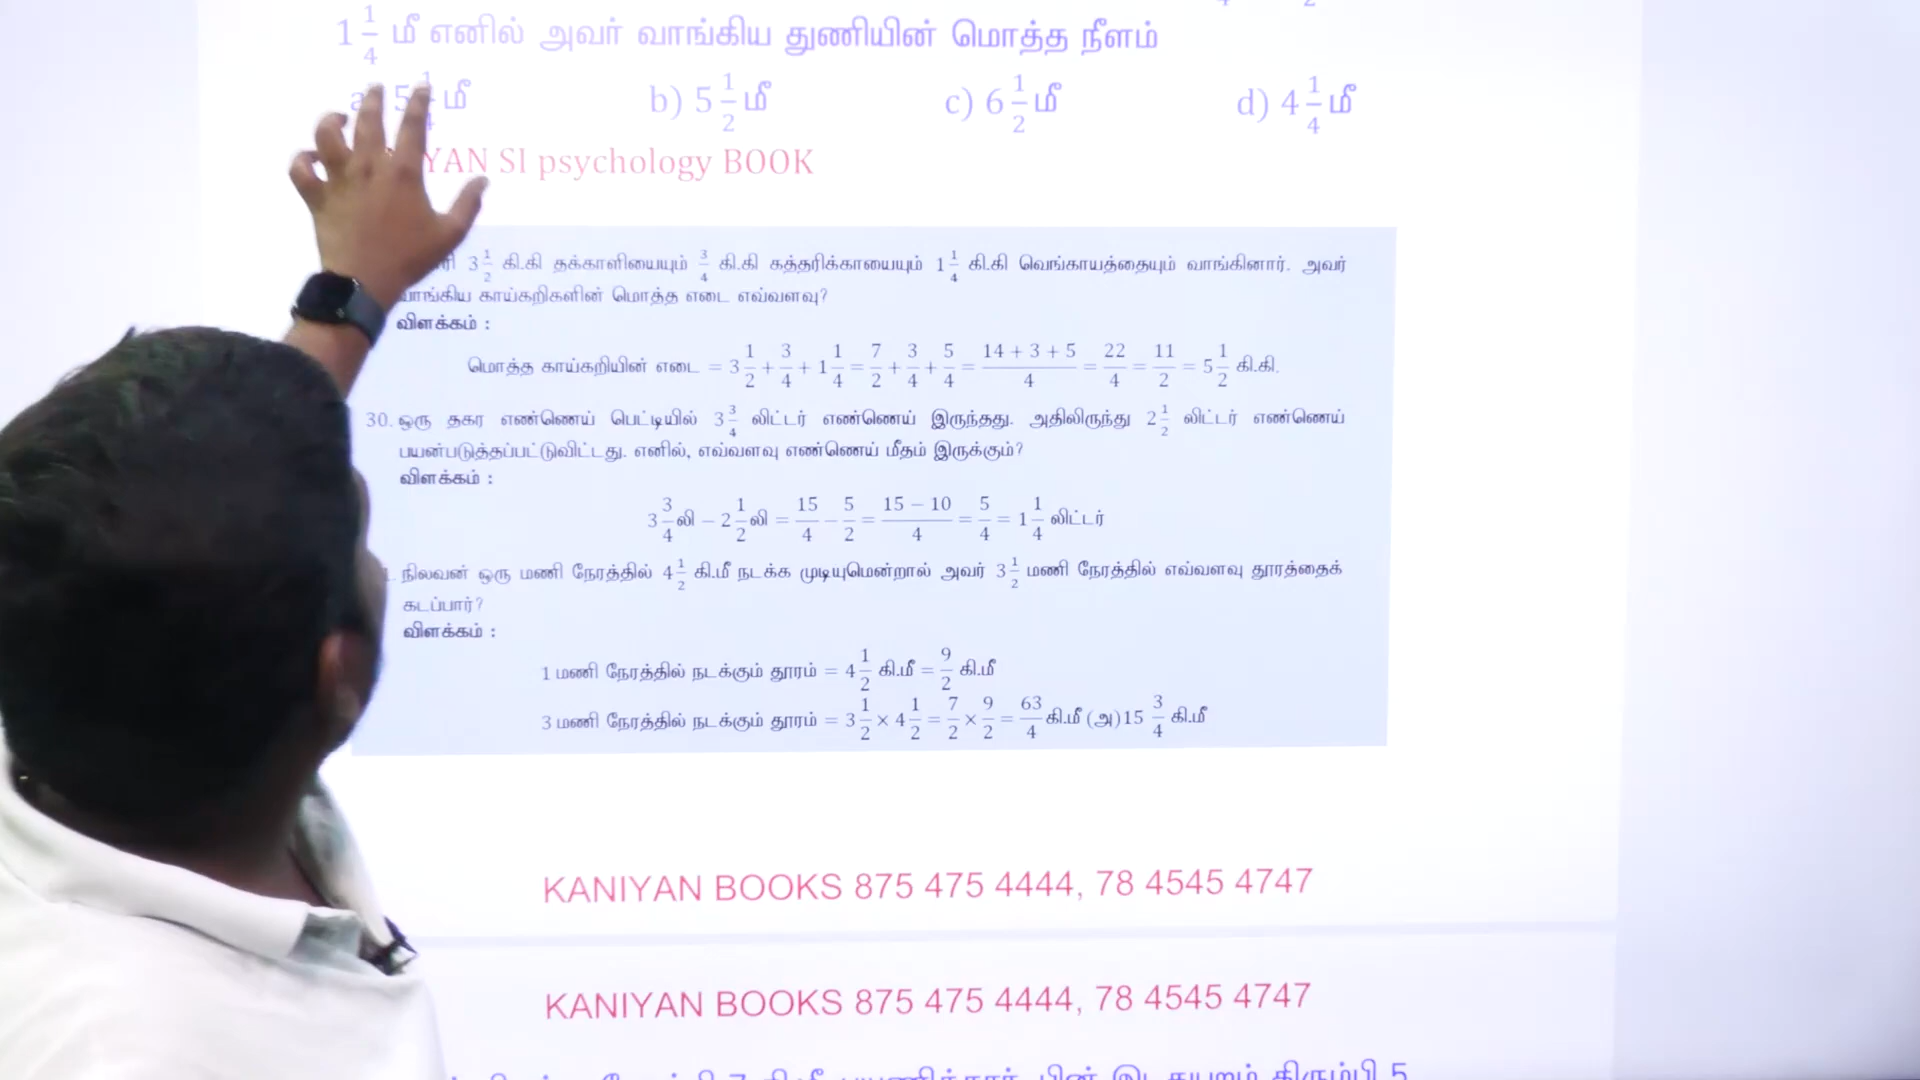 1 1/4 மீ எனில் அவர் வாங்கிய துணியின் மொத்த நீளம்
b) 5 1/2 மீ c) 6 1/2 மீ d) 4 1/4 மீ
SI psychology BOOK
3 1/2 கி.கி தக்காளியையும் 3/4 கி.கி கத்தரிக்காயையும் 1 1/4 கி.கி வெங்காயத்தையும் வாங்கினார். அவர்
வாங்கிய காய்கறிகளின் மொத்த எடை எவ்வளவு?
விளக்கம் :
மொத்த காய்கறியின் எடை = 3 1/2 + 3/4 + 1 1/4 = 7/2 + 3/4 + 5/4 = (14 + 3 + 5)/4 = 22/4 = 11/2 = 5 1/2 கி.கி.
30. ஒரு தகர எண்ணெய் பெட்டியில் 3 3/4 லிட்டர் எண்ணெய் இருந்தது. அதிலிருந்து 2 1/2 லிட்டர் எண்ணெய்
பயன்படுத்தப்பட்டுவிட்டது. எனில், எவ்வளவு எண்ணெய் மீதம் இருக்கும்?
விளக்கம் :
3 3/4 லி – 2 1/2 லி = 15/4 – 5/2 = (15 – 10)/4 = 5/4 = 1 1/4 லிட்டர்
நிலவன் ஒரு மணி நேரத்தில் 4 1/2 கி.மீ நடக்க முடியுமென்றால் அவர் 3 1/2 மணி நேரத்தில் எவ்வளவு தூரத்தைக்
கடப்பார்?
விளக்கம் :
1 மணி நேரத்தில் நடக்கும் தூரம் = 4 1/2 கி.மீ = 9/2 கி.மீ
3 மணி நேரத்தில் நடக்கும் தூரம் = 3 1/2 × 4 1/2 = 7/2 × 9/2 = 63/4 கி.மீ (அ) 15 3/4 கி.மீ
KANIYAN BOOKS 875 475 4444, 78 4545 4747
KANIYAN BOOKS 875 475 4444, 78 4545 4747